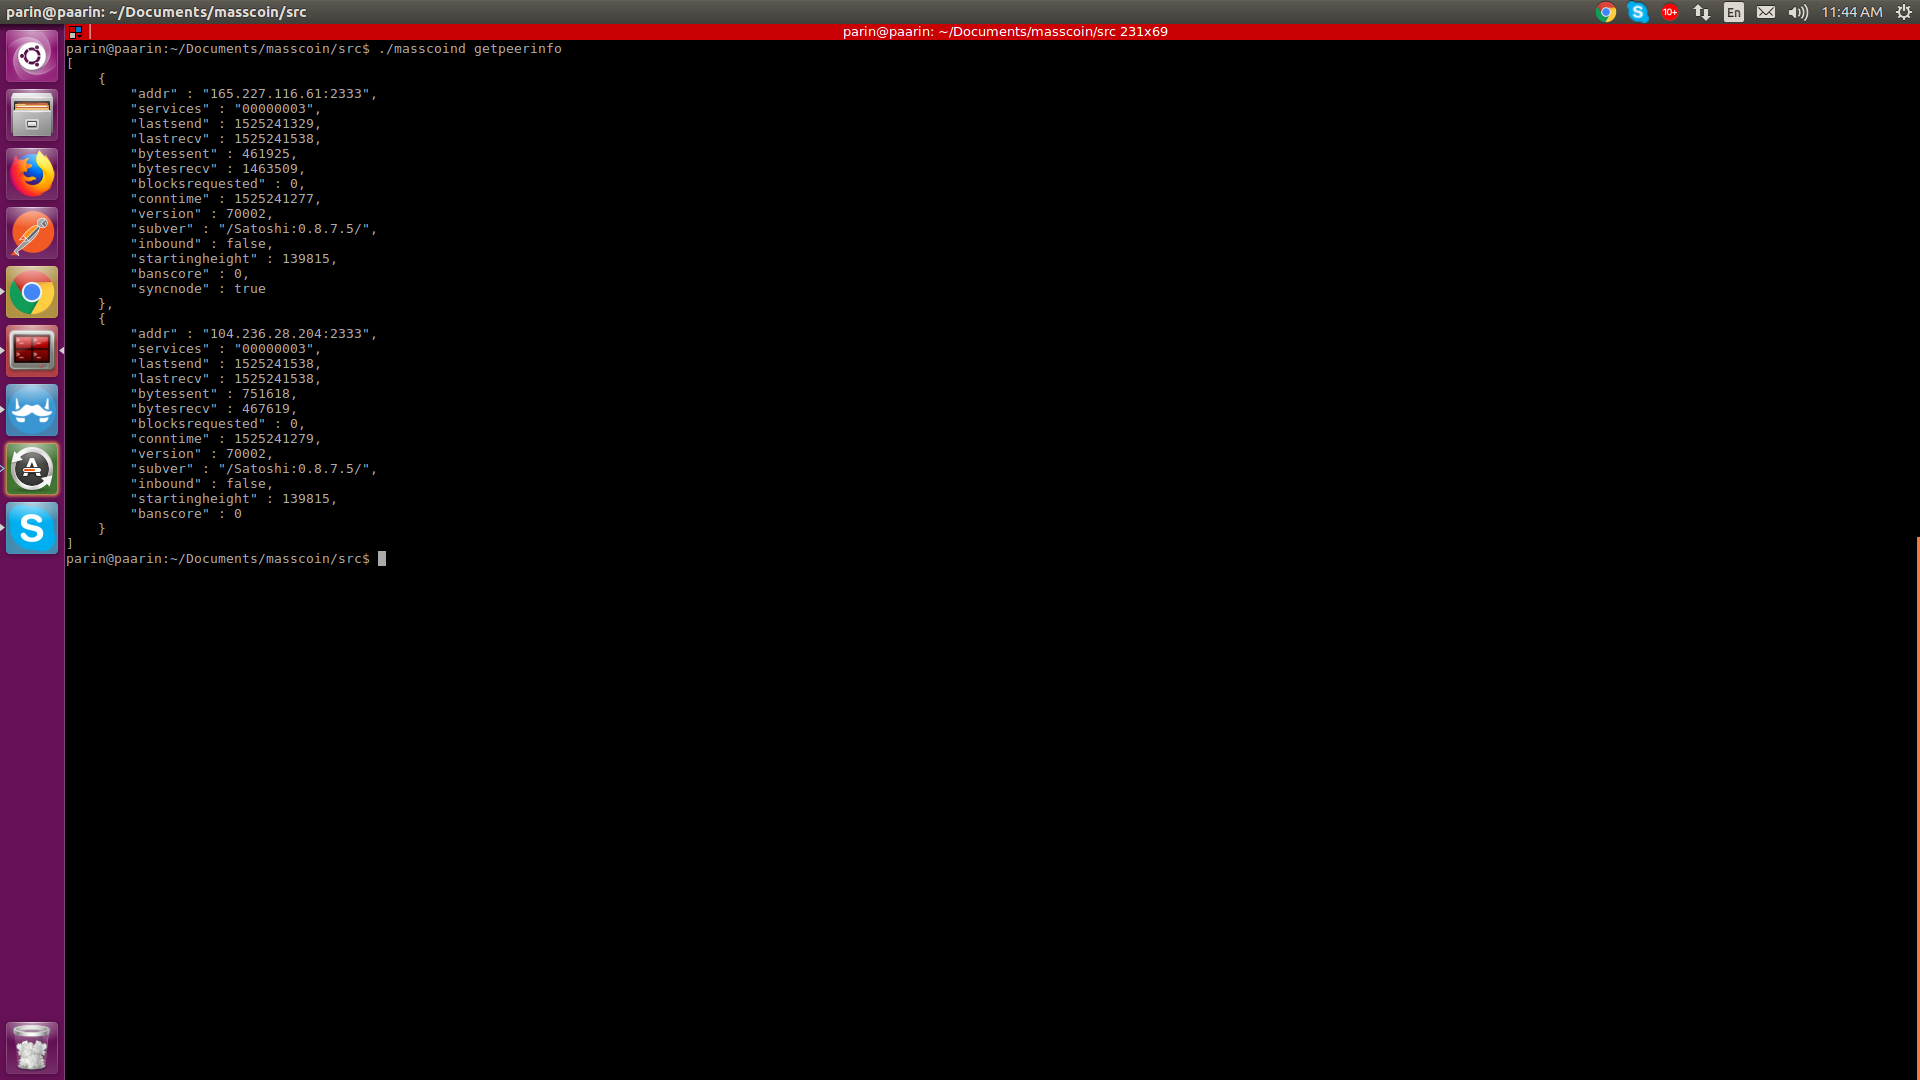 parin@paarin: ~/Documents/masscoin/src
10+
En
11:44 AM
parin@paarin: ~/Documents/masscoin/src 231x69
parin@paarin:~/Documents/masscoin/src$ ./masscoind getpeerinfo
[
    {
        "addr" : "165.227.116.61:2333",
        "services" : "00000003",
        "lastsend" : 1525241329,
        "lastrecv" : 1525241538,
        "bytessent" : 461925,
        "bytesrecv" : 1463509,
        "blocksrequested" : 0,
        "conntime" : 1525241277,
        "version" : 70002,
        "subver" : "/Satoshi:0.8.7.5/",
        "inbound" : false,
        "startingheight" : 139815,
        "banscore" : 0,
        "syncnode" : true
    },
    {
        "addr" : "104.236.28.204:2333",
        "services" : "00000003",
        "lastsend" : 1525241538,
        "lastrecv" : 1525241538,
        "bytessent" : 751618,
        "bytesrecv" : 467619,
        "blocksrequested" : 0,
        "conntime" : 1525241279,
        "version" : 70002,
        "subver" : "/Satoshi:0.8.7.5/",
        "inbound" : false,
        "startingheight" : 139815,
        "banscore" : 0
    }
]
parin@paarin:~/Documents/masscoin/src$